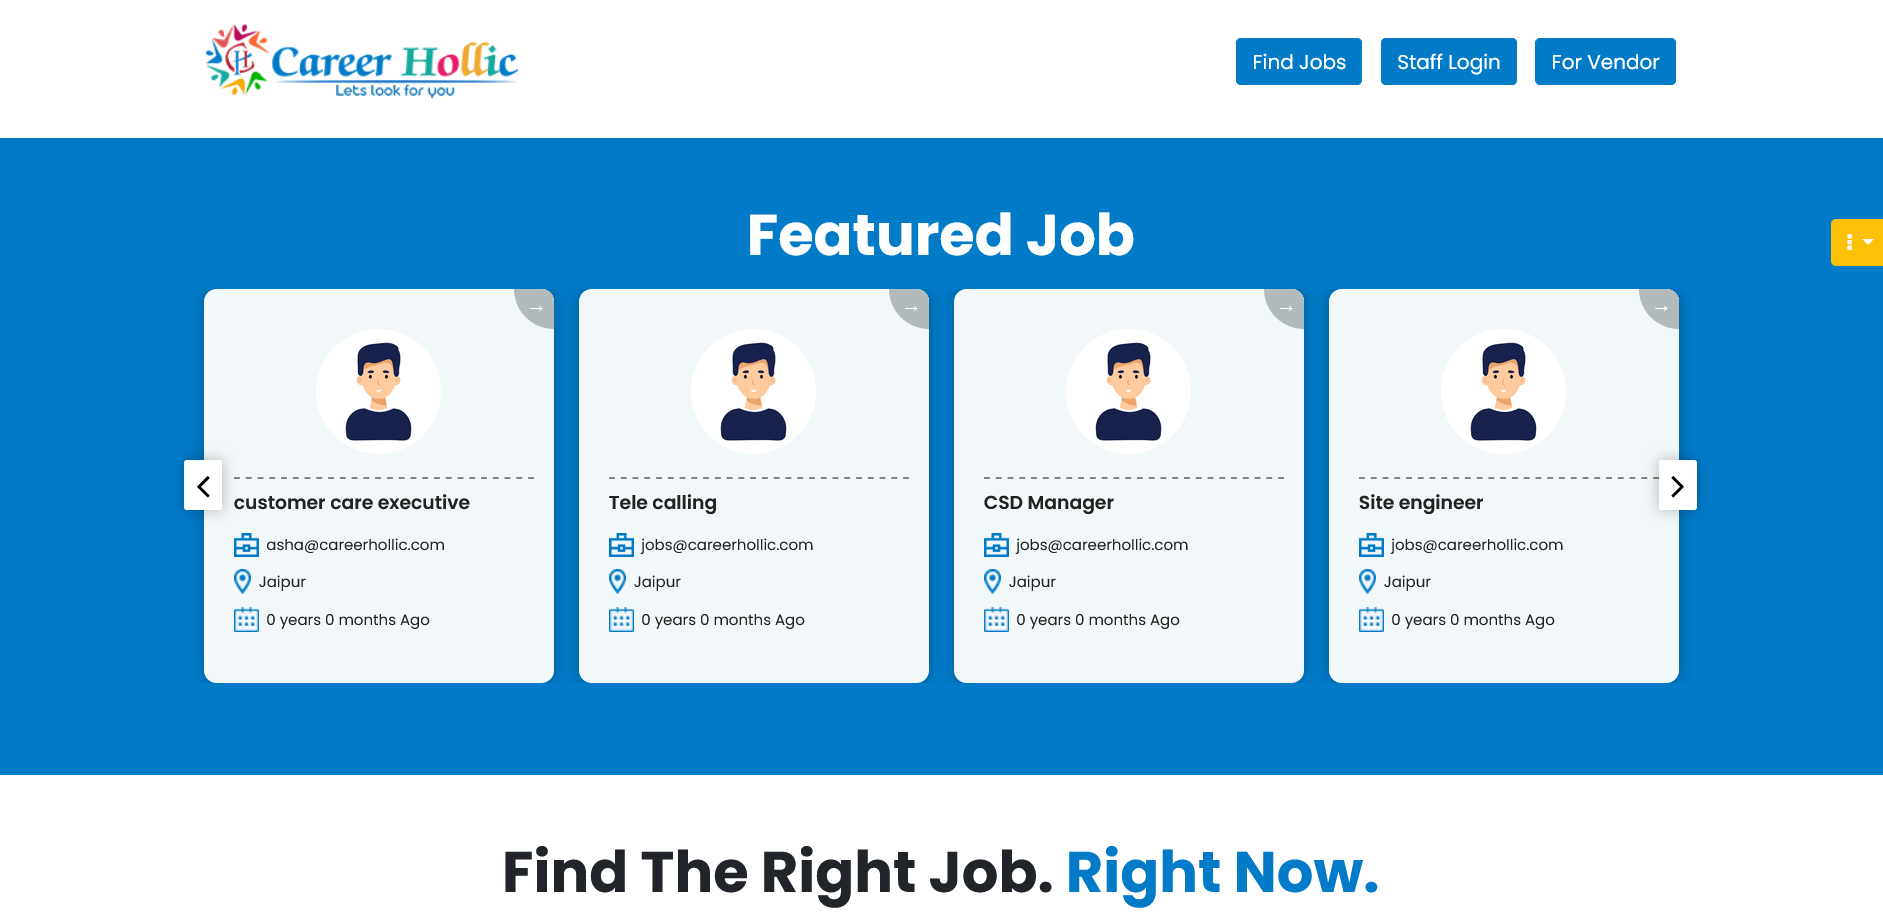 Career Hollic
Lets look for you
Find Jobs
Staff Login
For Vendor
Featured Job
→
customer care executive
asha@careerhollic.com
Jaipur
0 years 0 months Ago
→
Tele calling
jobs@careerhollic.com
Jaipur
0 years 0 months Ago
→
CSD Manager
jobs@careerhollic.com
Jaipur
0 years 0 months Ago
→
Site engineer
jobs@careerhollic.com
Jaipur
0 years 0 months Ago
Find The Right Job. Right Now.